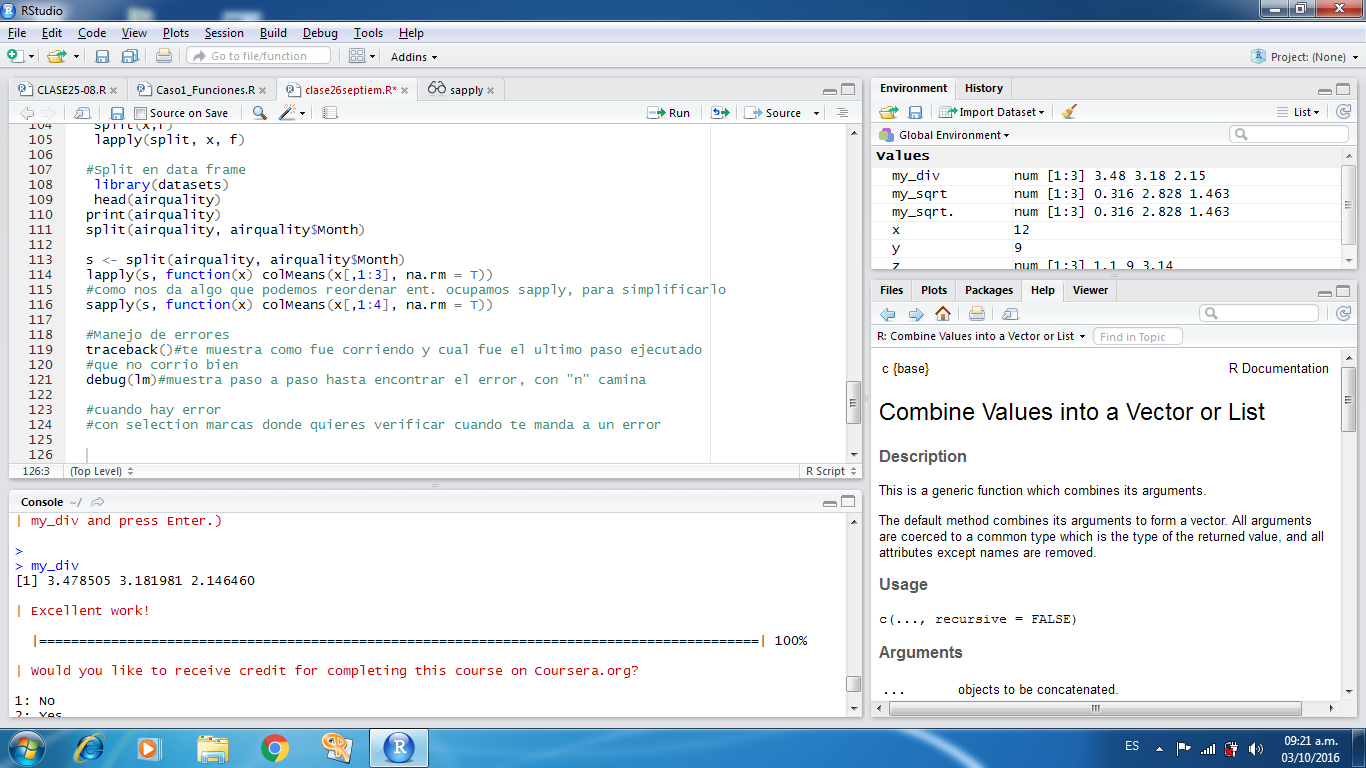 RStudio
File Edit Code View Plots Session Build Debug Tools Help
Go to file/function Addins Project: (None)
CLASE25-08.R Caso1_Funciones.R clase26septiem.R* sapply
Source on Save Run Source
104 split(x,f)
105 lapply(split, x, f)
106
107 #Split en data frame
108 library(datasets)
109 head(airquality)
110 print(airquality)
111 split(airquality, airquality$Month)
112
113 s <- split(airquality, airquality$Month)
114 lapply(s, function(x) colMeans(x[,1:3], na.rm = T))
115 #como nos da algo que podemos reordenar ent. ocupamos sapply, para simplificarlo
116 sapply(s, function(x) colMeans(x[,1:4], na.rm = T))
117
118 #Manejo de errores
119 traceback()#te muestra como fue corriendo y cual fue el ultimo paso ejecutado
120 #que no corrio bien
121 debug(lm)#muestra paso a paso hasta encontrar el error, con "n" camina
122
123 #cuando hay error
124 #con selection marcas donde quieres verificar cuando te manda a un error
125
126
126:3 (Top Level) R Script
Console ~/
| my_div and press Enter.)
>
> my_div
[1] 3.478505 3.181981 2.146460
| Excellent work!
|==========================================================================================| 100%
| Would you like to receive credit for completing this course on Coursera.org?
1: No
2: Yes
Environment History
Import Dataset List
Global Environment
Values
my_div num [1:3] 3.48 3.18 2.15
my_sqrt num [1:3] 0.316 2.828 1.463
my_sqrt. num [1:3] 0.316 2.828 1.463
x 12
y 9
z num [1:3] 1.1 9 3.14
Files Plots Packages Help Viewer
R: Combine Values into a Vector or List Find in Topic
c {base} R Documentation
Combine Values into a Vector or List
Description
This is a generic function which combines its arguments.
The default method combines its arguments to form a vector. All arguments
are coerced to a common type which is the type of the returned value, and all
attributes except names are removed.
Usage
c(..., recursive = FALSE)
Arguments
... objects to be concatenated.
ES 09:21 a.m.
03/10/2016